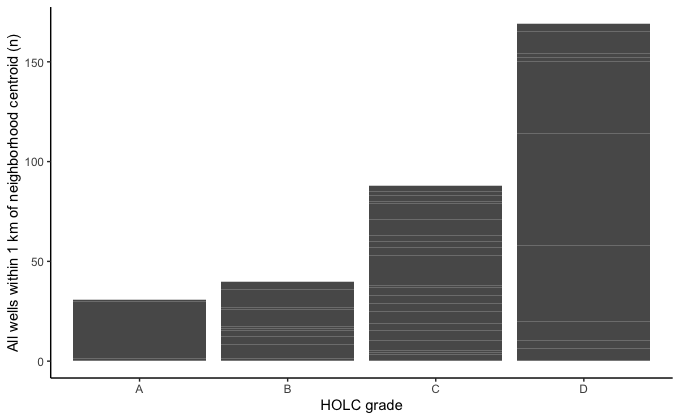 All wells within 1 km of neighborhood centroid (n)
150
100
50
0
A B C D
HOLC grade